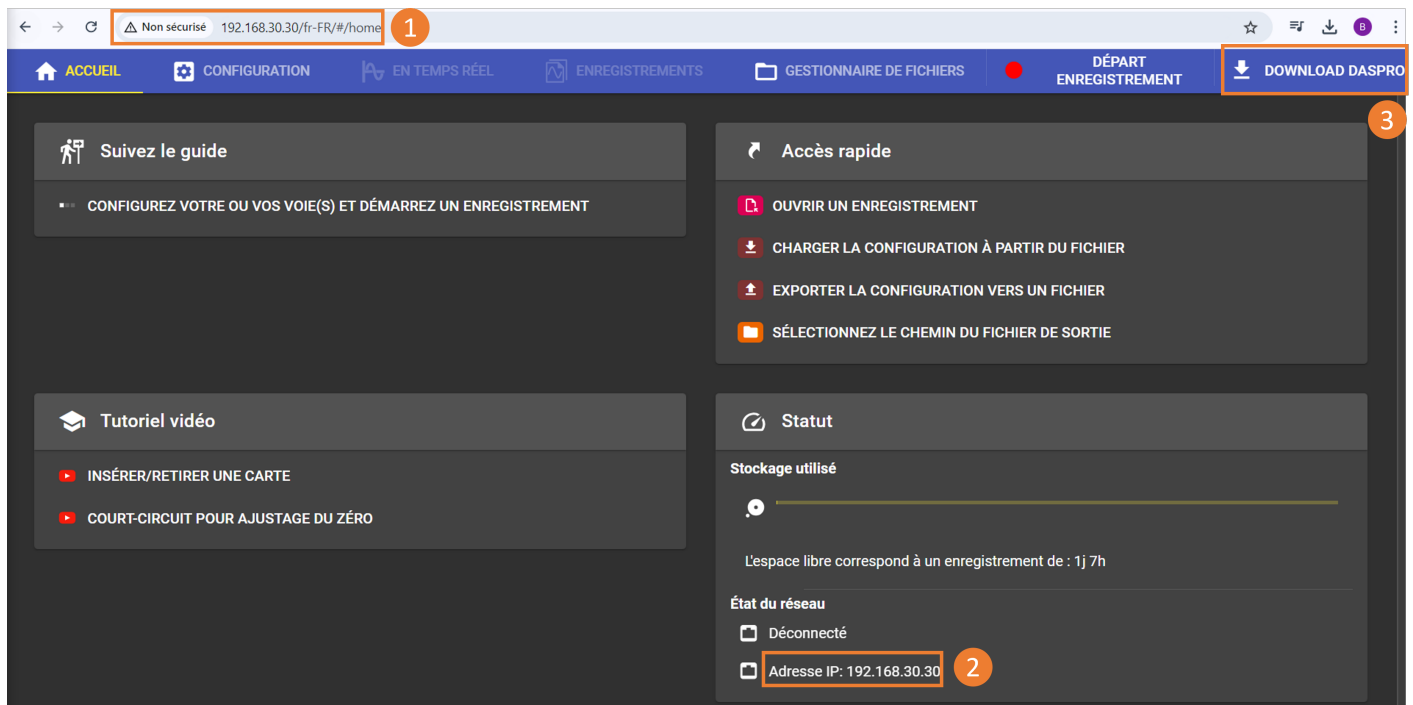 Non sécurisé 192.168.30.30/fr-FR/#/home 1 B
ACCUEIL CONFIGURATION EN TEMPS RÉEL ENREGISTREMENTS GESTIONNAIRE DE FICHIERS DÉPART DOWNLOAD DASPRO
ENREGISTREMENT
3
Suivez le guide
CONFIGUREZ VOTRE OU VOS VOIE(S) ET DÉMARREZ UN ENREGISTREMENT
Accès rapide
OUVRIR UN ENREGISTREMENT
CHARGER LA CONFIGURATION À PARTIR DU FICHIER
EXPORTER LA CONFIGURATION VERS UN FICHIER
SÉLECTIONNEZ LE CHEMIN DU FICHIER DE SORTIE
Tutoriel vidéo
INSÉRER/RETIRER UNE CARTE
COURT-CIRCUIT POUR AJUSTAGE DU ZÉRO
Statut
Stockage utilisé
L'espace libre correspond à un enregistrement de : 1j 7h
État du réseau
Déconnecté
Adresse IP: 192.168.30.30 2